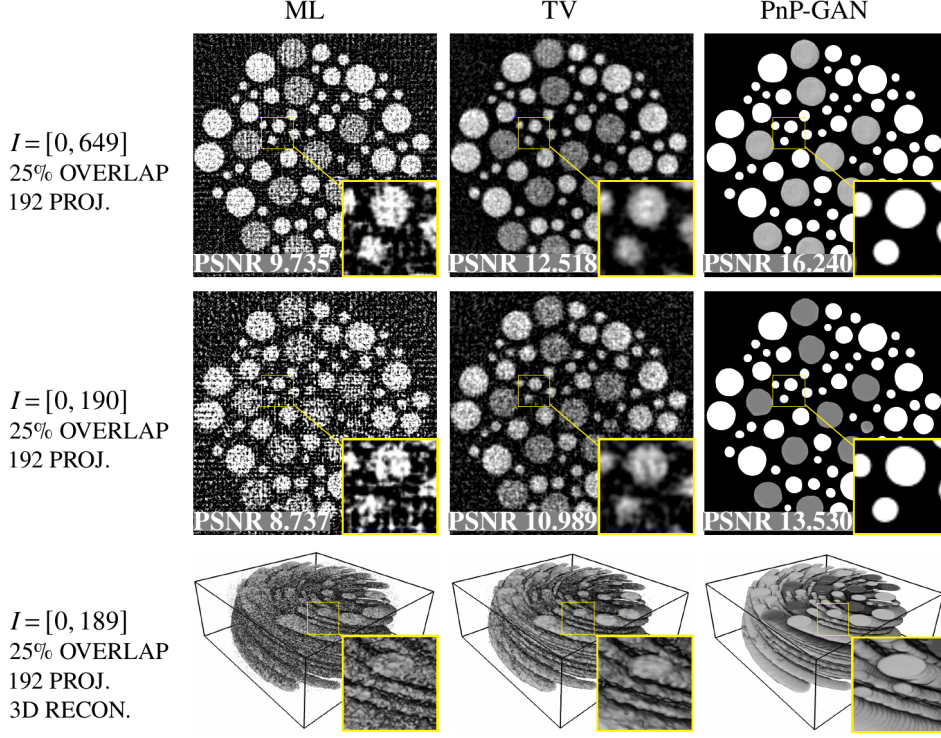 ML TV PnP-GAN
I = [0, 649]
25% OVERLAP
192 PROJ.
PSNR 9.735 PSNR 12.518 PSNR 16.240
I = [0, 190]
25% OVERLAP
192 PROJ.
PSNR 8.737 PSNR 10.989 PSNR 13.530
I = [0, 189]
25% OVERLAP
192 PROJ.
3D RECON.